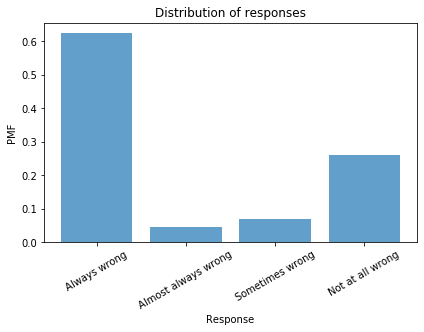 Distribution of responses
PMF
0.6
0.5
0.4
0.3
0.2
0.1
0.0
Always wrong
Almost always wrong
Sometimes wrong
Not at all wrong
Response